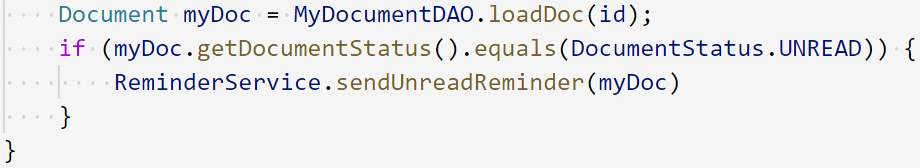 Document myDoc = MyDocumentDAO.loadDoc(id);
if (myDoc.getDocumentStatus().equals(DocumentStatus.UNREAD)) {
ReminderService.sendUnreadReminder(myDoc)
}
}